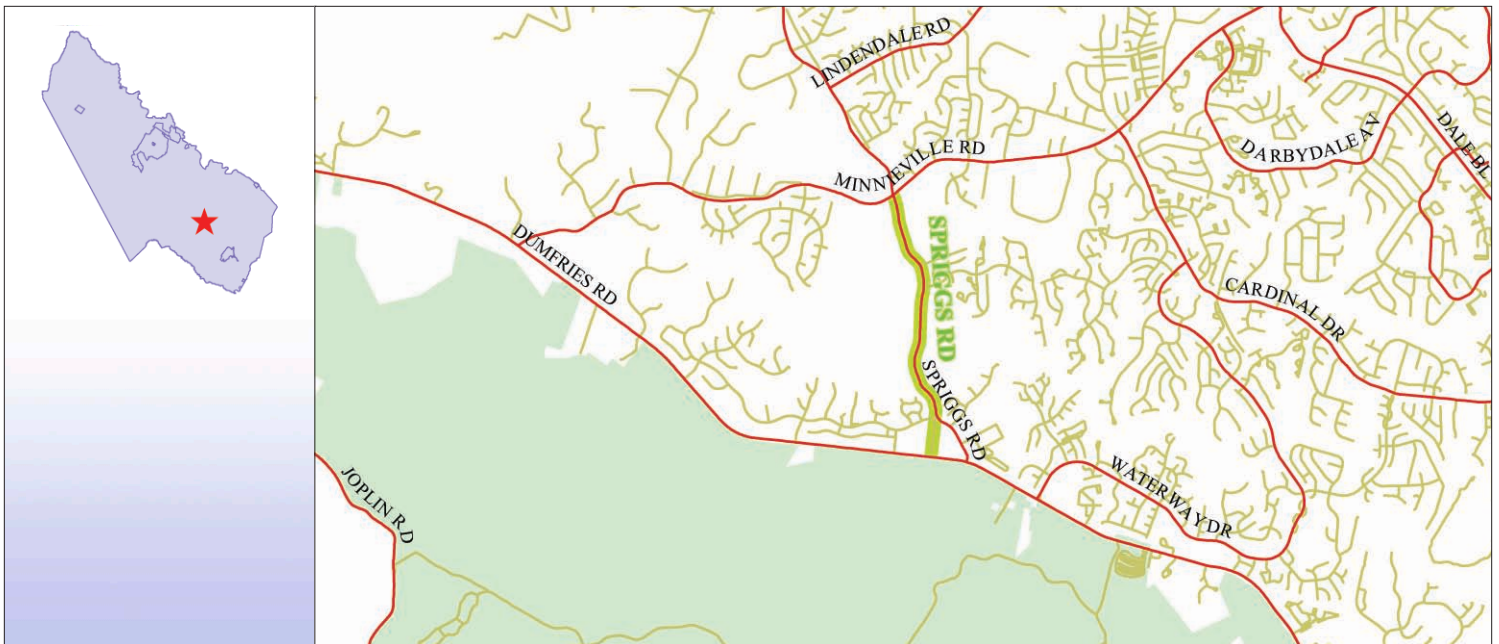 LINDENDALE RD
MINNIEVILLE RD
DARBYDALE AV
DALE BL
DUMFRIES RD
SPRIGGS RD
CARDINAL DR
SPRIGGS RD
WATERWAY DR
JOPLIN RD